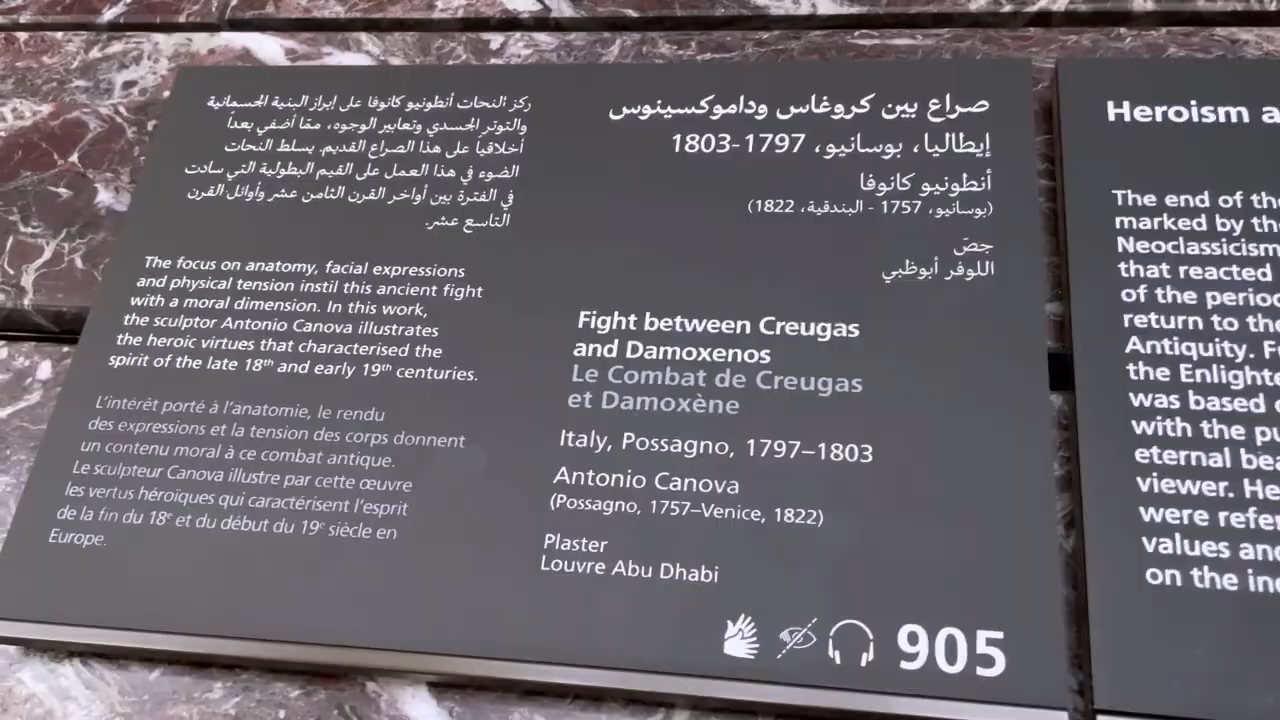 صراع بين كروغاس وداموكسينوس
إيطاليا، بوسانيو، 1797-1803
أنطونيو كانوفا
(بوسانيو، 1757 - البندقية، 1822)
جصّ
اللوفر أبوظبي
Fight between Creugas
and Damoxenos
Le Combat de Creugas
et Damoxène
Italy, Possagno, 1797–1803
Antonio Canova
(Possagno, 1757–Venice, 1822)
Plaster
Louvre Abu Dhabi
905
ركز النحات أنطونيو كانوفا على إبراز البنية الجسمانية
والتوتر الجسدي وتعابير الوجوه، ممّا أضفي بعداً
أخلاقياً على هذا الصراع القديم. يسلط النحات
الضوء في هذا العمل على القيم البطولية التي سادت
في الفترة بين أواخر القرن الثامن عشر وأوائل القرن
التاسع عشر.
The focus on anatomy, facial expressions
and physical tension instil this ancient fight
with a moral dimension. In this work,
the sculptor Antonio Canova illustrates
the heroic virtues that characterised the
spirit of the late 18th and early 19th centuries.
L'intérêt porté à l'anatomie, le rendu
des expressions et la tension des corps donnent
un contenu moral à ce combat antique.
Le sculpteur Canova illustre par cette œuvre
les vertus héroïques qui caractérisent l'esprit
de la fin du 18e et du début du 19e siècle en
Europe.
Heroism a
The end of the
marked by the
Neoclassicism
that reacted
of the perio
return to the
Antiquity. F
the Enlighte
was based
with the pu
eternal bea
viewer. He
were refer
values and
on the in